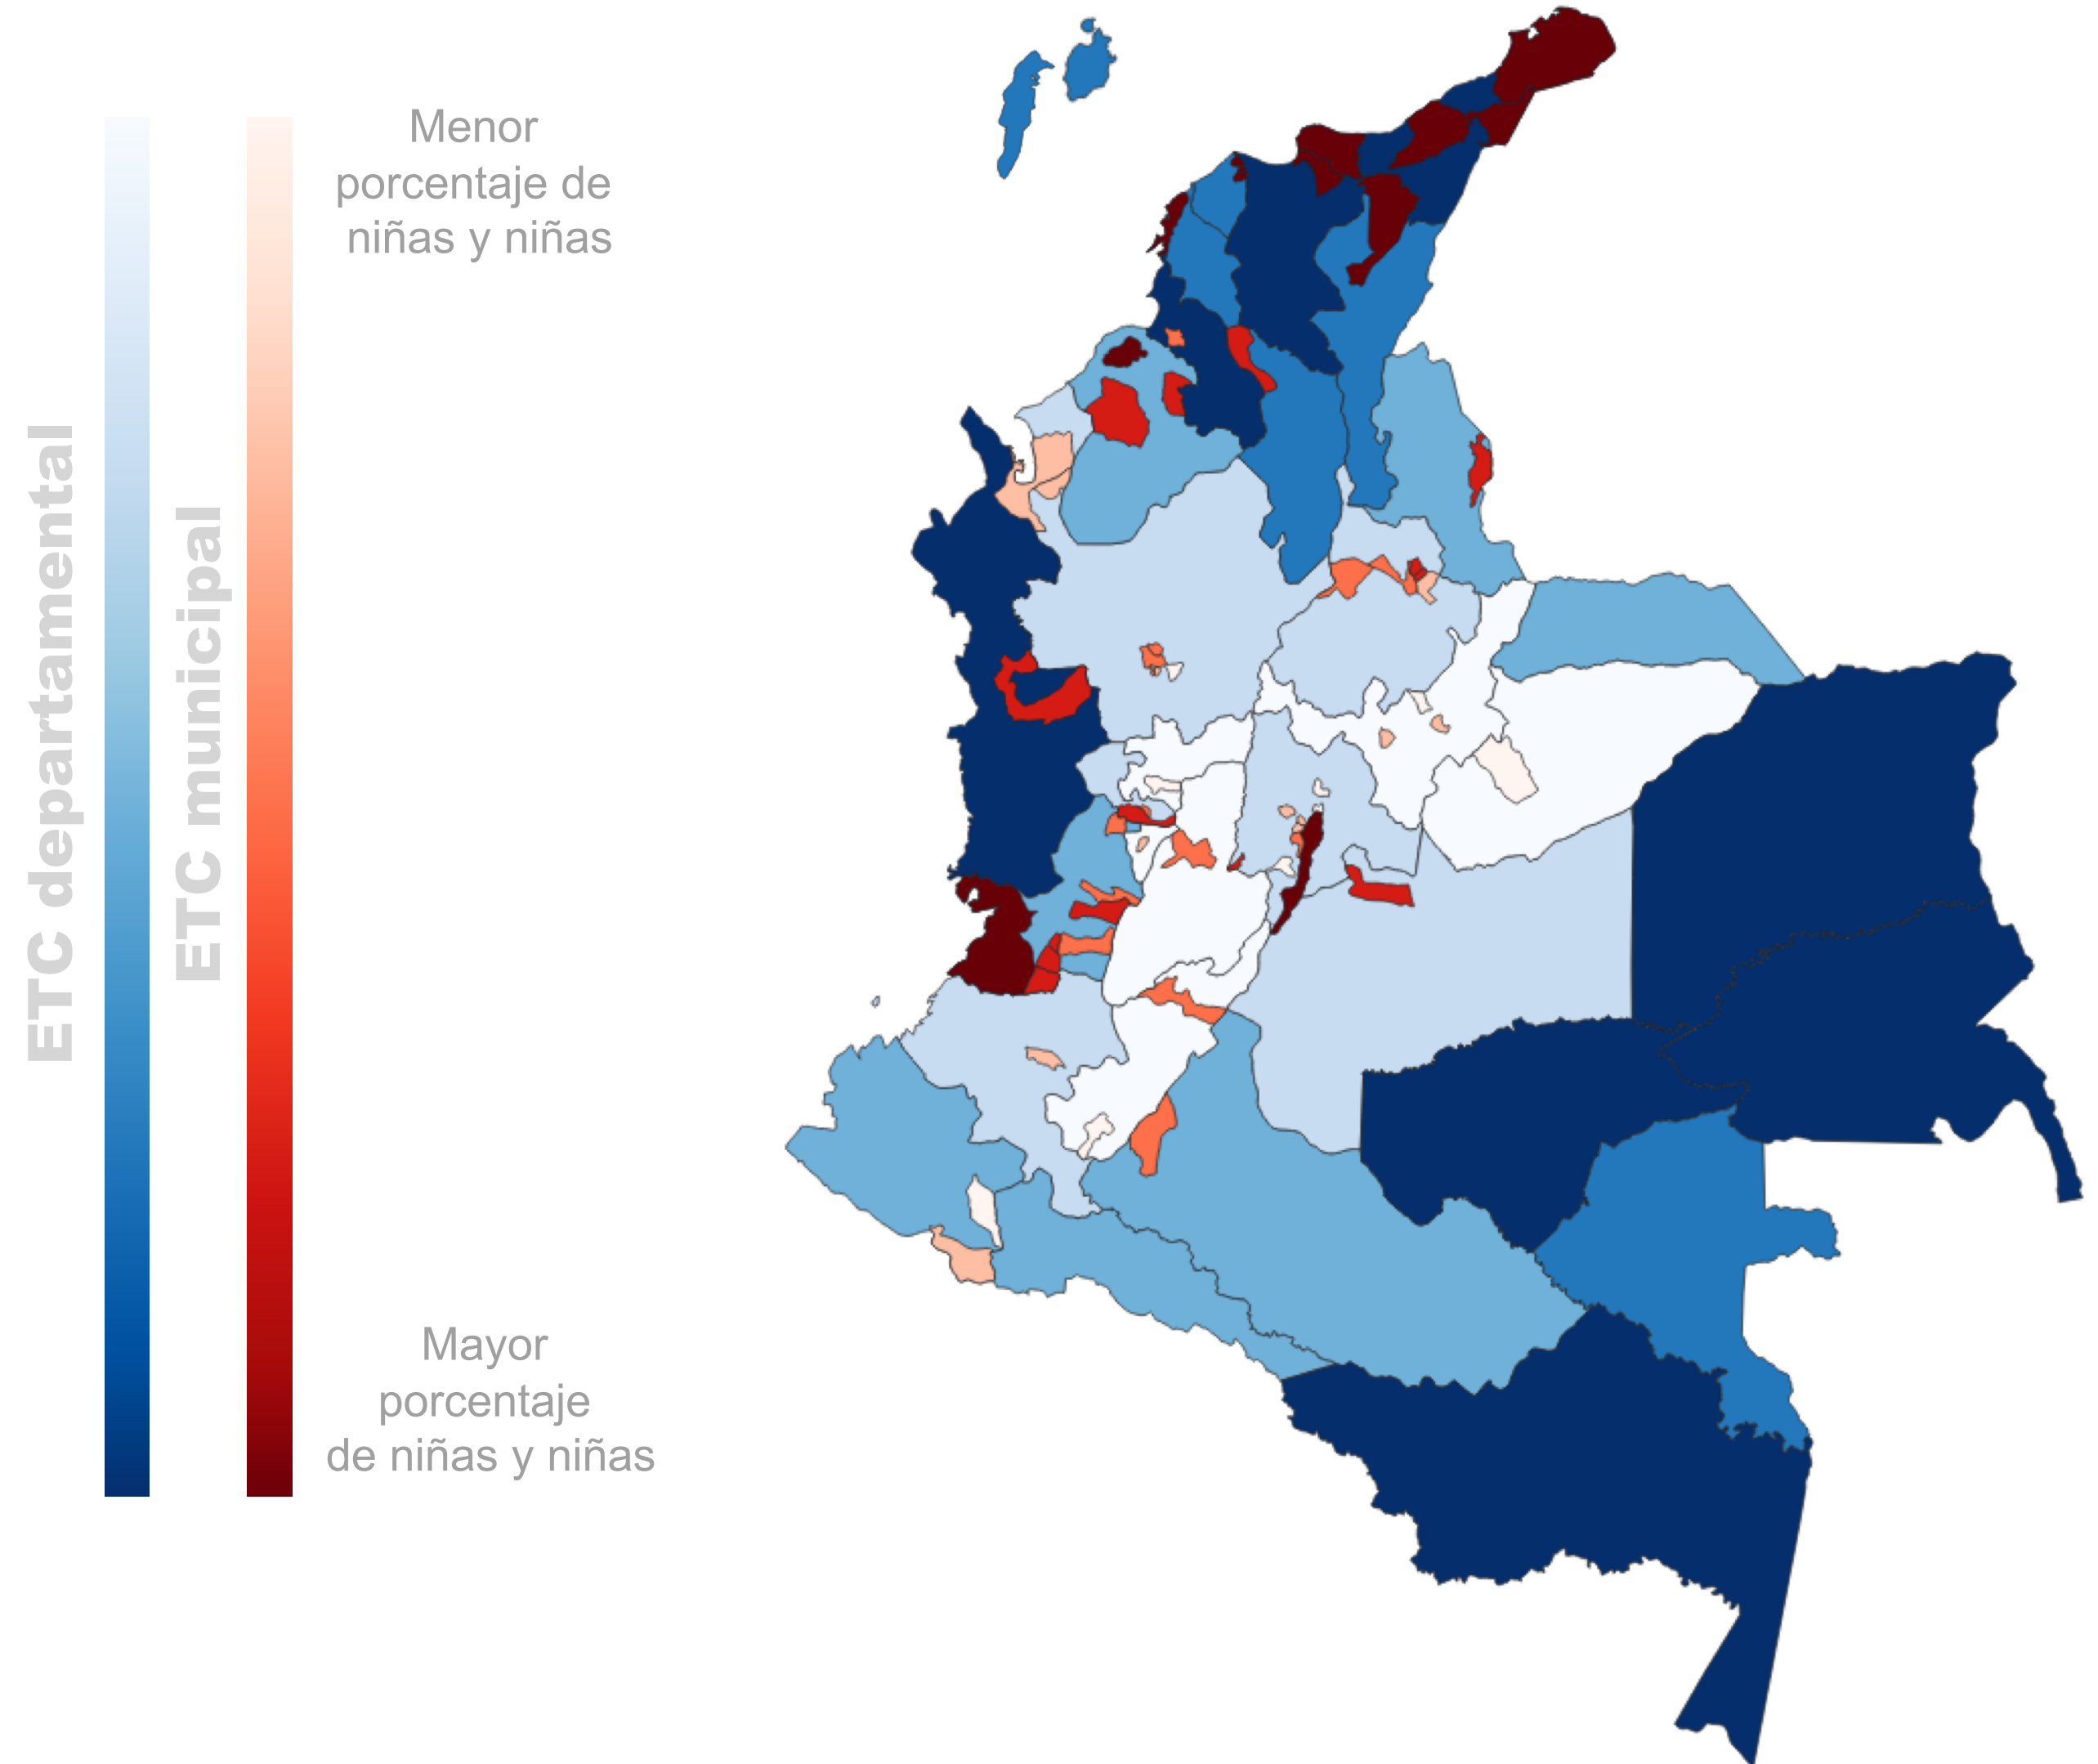 ETC departamental
ETC municipal
Menor
porcentaje de
niñas y niñas
Mayor
porcentaje
de niñas y niñas